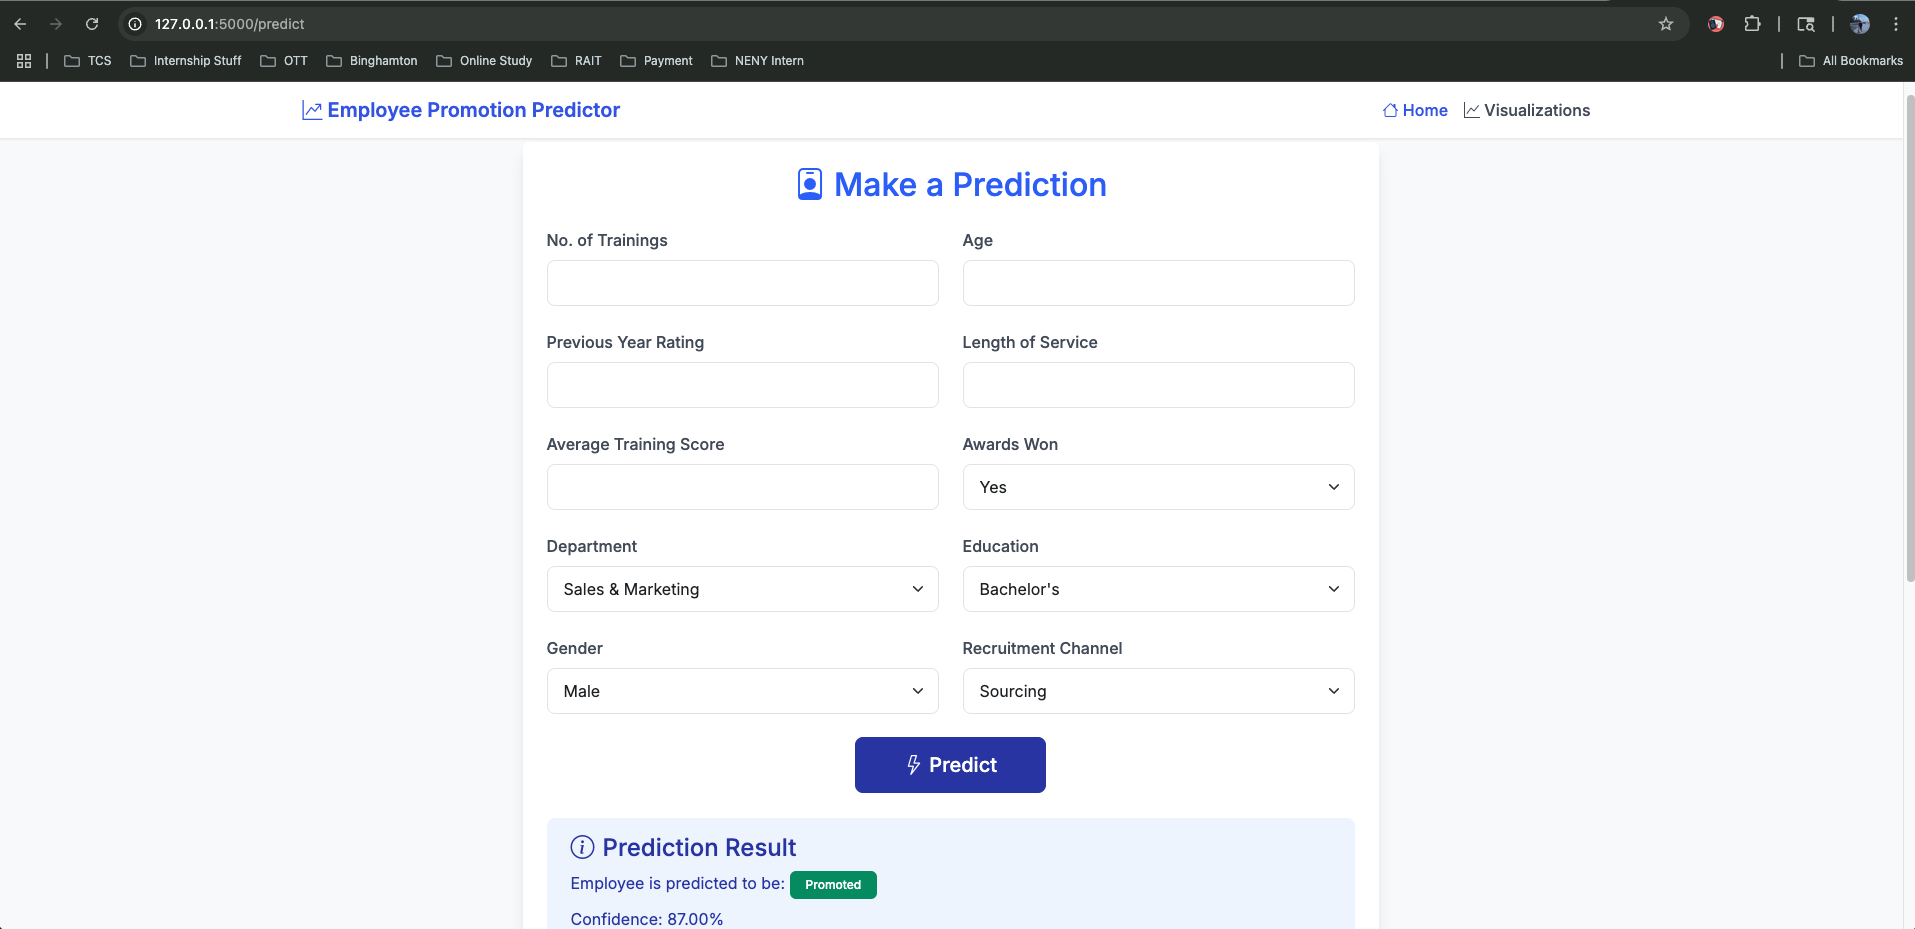 127.0.0.1:5000/predict
TCS Internship Stuff OTT Binghamton Online Study RAIT Payment NENY Intern All Bookmarks
Employee Promotion Predictor Home Visualizations
Make a Prediction
No. of Trainings Age
Previous Year Rating Length of Service
Average Training Score Awards Won
Yes
Department Education
Sales & Marketing Bachelor's
Gender Recruitment Channel
Male Sourcing
Predict
Prediction Result
Employee is predicted to be: Promoted
Confidence: 87.00%